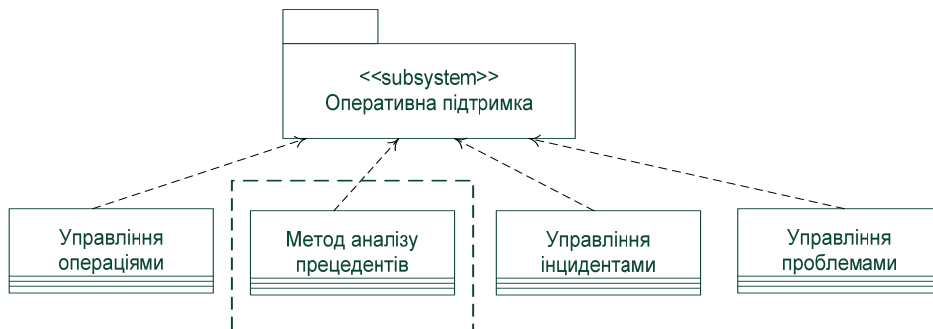 <<subsystem>>
Оперативна підтримка
Управління
операціями
Метод аналізу
прецедентів
Управління
інцидентами
Управління
проблемами